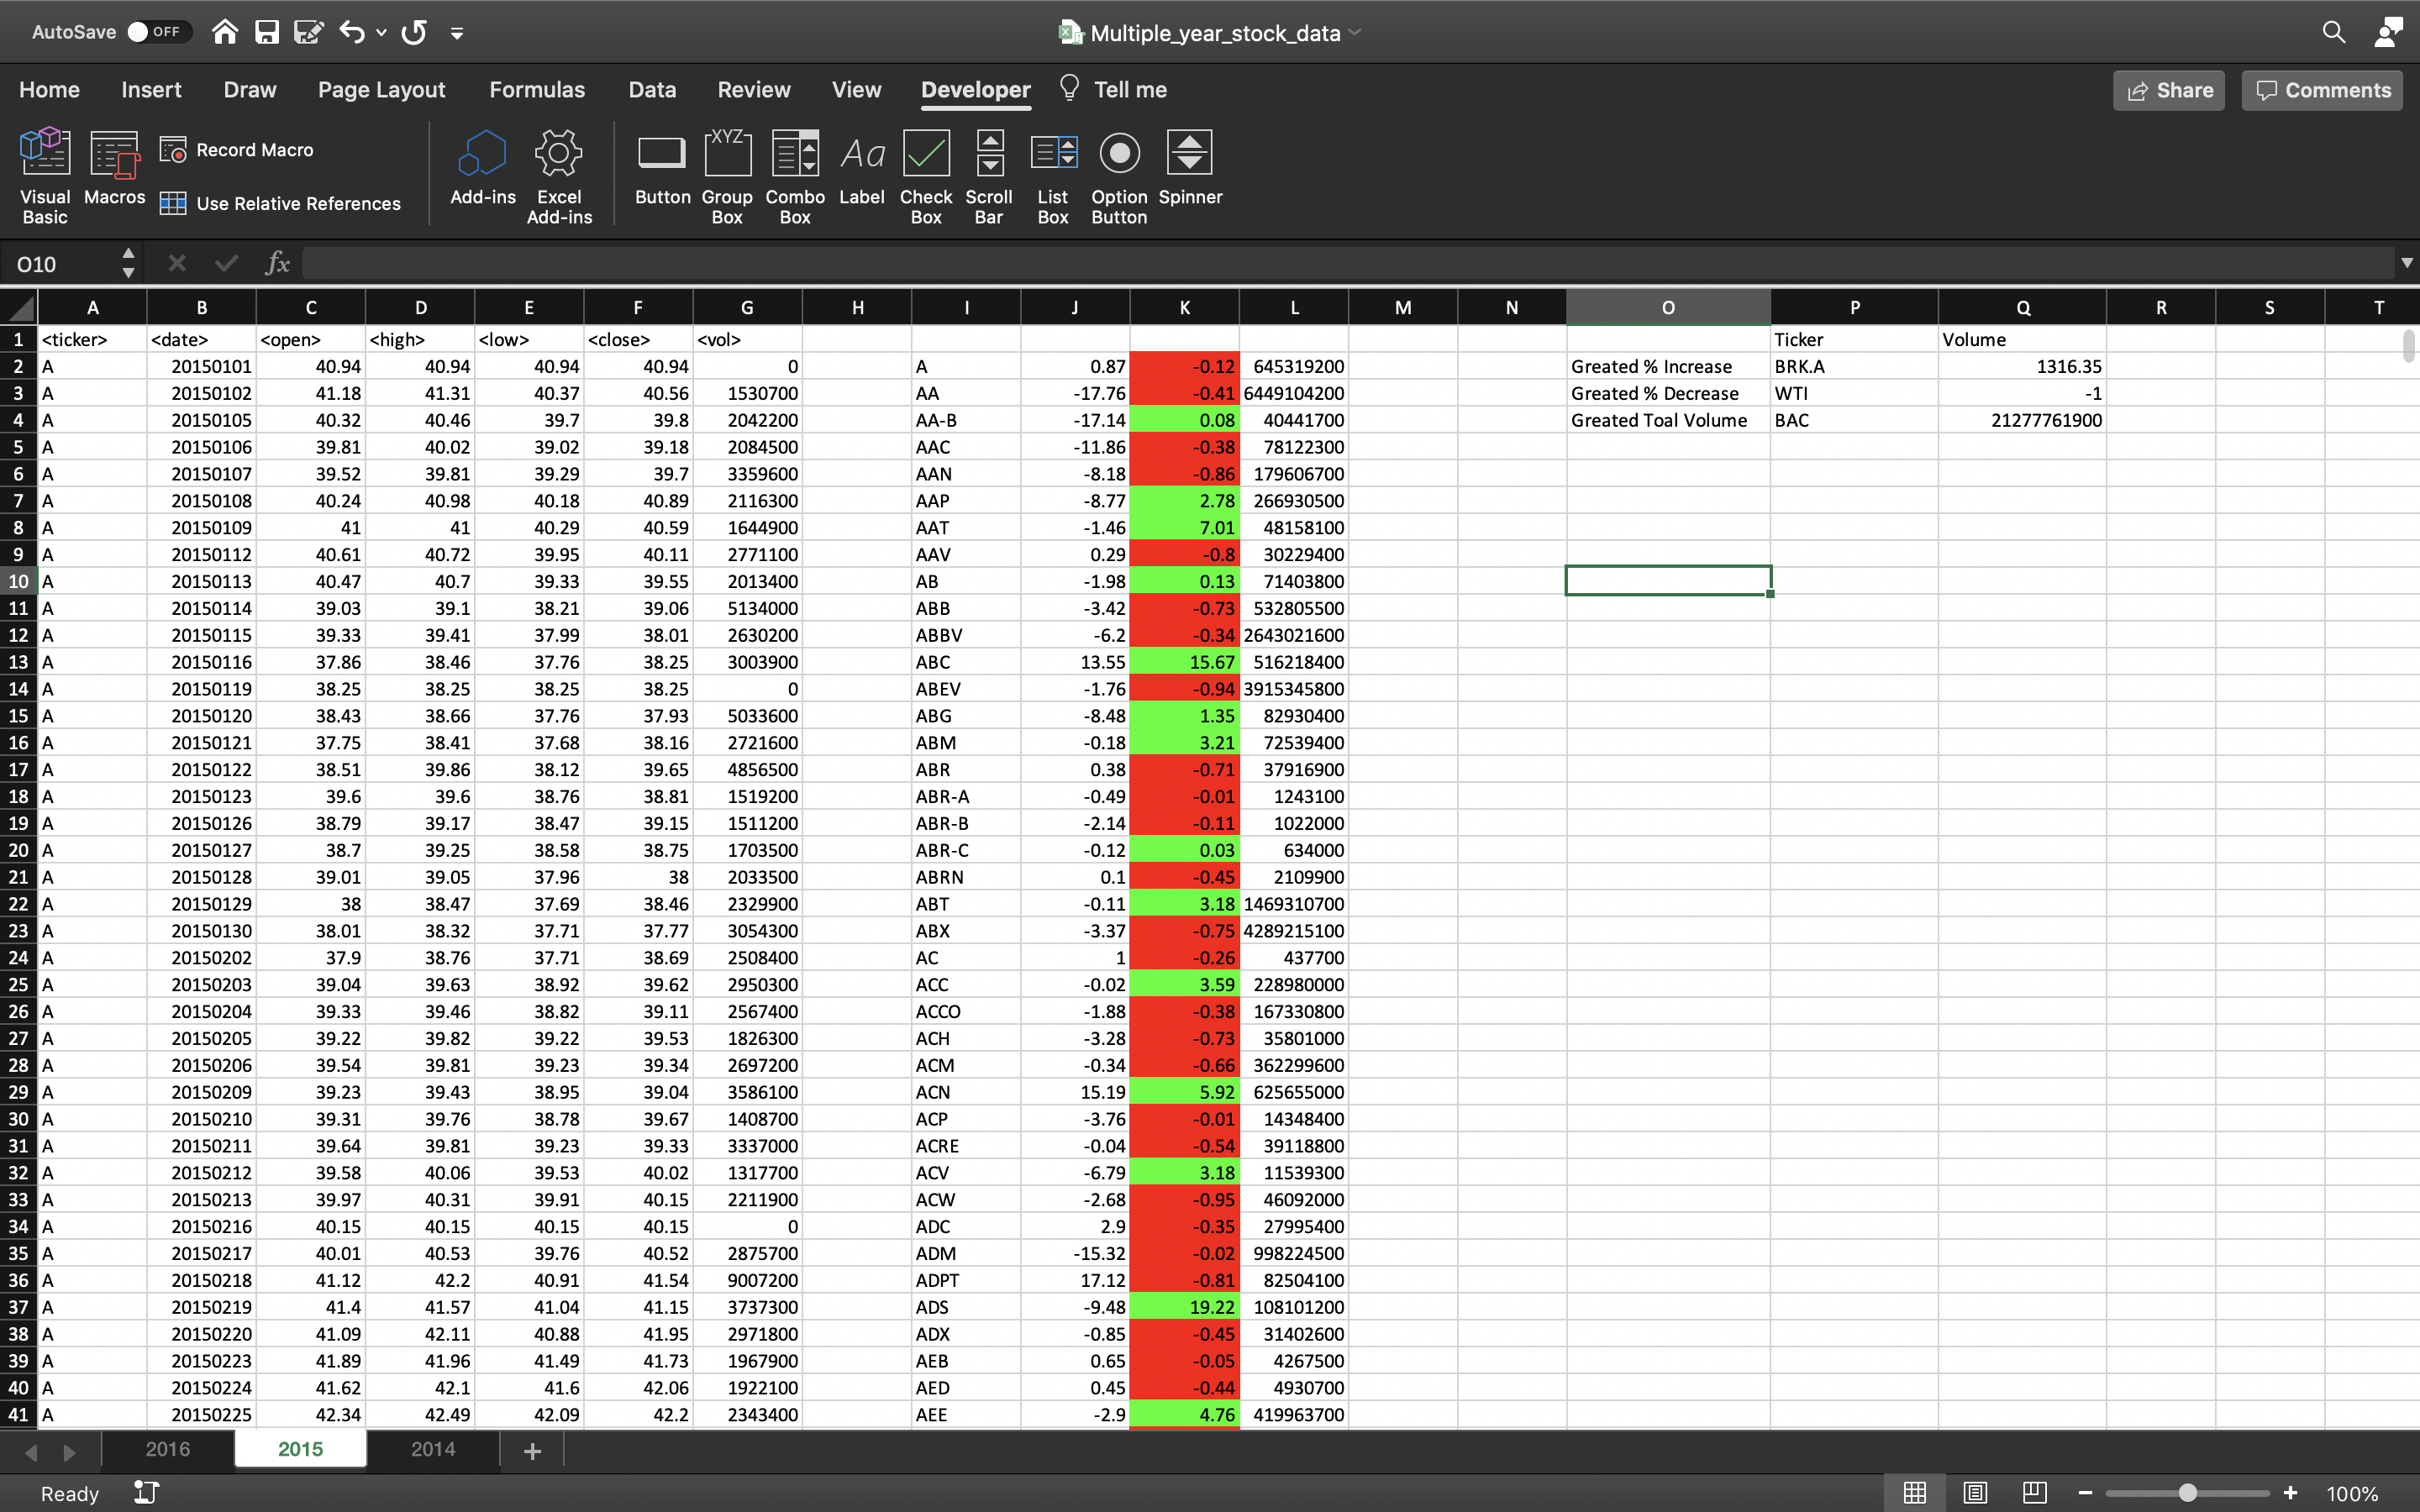 AutoSave OFF Multiple_year_stock_data
Home Insert Draw Page Layout Formulas Data Review View Developer Tell me Share Comments
Visual Basic Macros Record Macro Use Relative References Add-ins Excel Add-ins Button Group Box Combo Box Label Check Box Scroll Bar List Box Option Button Spinner
XYZ Aa
O10 fx
A B C D E F G H I J K L M N O P Q R S T
1 <ticker> <date> <open> <high> <low> <close> <vol> Ticker Volume
2 A 20150101 40.94 40.94 40.94 40.94 0 A 0.87 -0.12 645319200 Greated % Increase BRK.A 1316.35
3 A 20150102 41.18 41.31 40.37 40.56 1530700 AA -17.76 -0.41 6449104200 Greated % Decrease WTI -1
4 A 20150105 40.32 40.46 39.7 39.8 2042200 AA-B -17.14 0.08 40441700 Greated Toal Volume BAC 21277761900
5 A 20150106 39.81 40.02 39.02 39.18 2084500 AAC -11.86 -0.38 78122300
6 A 20150107 39.52 39.81 39.29 39.7 3359600 AAN -8.18 -0.86 179606700
7 A 20150108 40.24 40.98 40.18 40.89 2116300 AAP -8.77 2.78 266930500
8 A 20150109 41 41 40.29 40.59 1644900 AAT -1.46 7.01 48158100
9 A 20150112 40.61 40.72 39.95 40.11 2771100 AAV 0.29 -0.8 30229400
10 A 20150113 40.47 40.7 39.33 39.55 2013400 AB -1.98 0.13 71403800
11 A 20150114 39.03 39.1 38.21 39.06 5134000 ABB -3.42 -0.73 532805500
12 A 20150115 39.33 39.41 37.99 38.01 2630200 ABBV -6.2 -0.34 2643021600
13 A 20150116 37.86 38.46 37.76 38.25 3003900 ABC 13.55 15.67 516218400
14 A 20150119 38.25 38.25 38.25 38.25 0 ABEV -1.76 -0.94 3915345800
15 A 20150120 38.43 38.66 37.76 37.93 5033600 ABG -8.48 1.35 82930400
16 A 20150121 37.75 38.41 37.68 38.16 2721600 ABM -0.18 3.21 72539400
17 A 20150122 38.51 39.86 38.12 39.65 4856500 ABR 0.38 -0.71 37916900
18 A 20150123 39.6 39.6 38.76 38.81 1519200 ABR-A -0.49 -0.01 1243100
19 A 20150126 38.79 39.17 38.47 39.15 1511200 ABR-B -2.14 -0.11 1022000
20 A 20150127 38.7 39.25 38.58 38.75 1703500 ABR-C -0.12 0.03 634000
21 A 20150128 39.01 39.05 37.96 38 2033500 ABRN 0.1 -0.45 2109900
22 A 20150129 38 38.47 37.69 38.46 2329900 ABT -0.11 3.18 1469310700
23 A 20150130 38.01 38.32 37.71 37.77 3054300 ABX -3.37 -0.75 4289215100
24 A 20150202 37.9 38.76 37.71 38.69 2508400 AC 1 -0.26 437700
25 A 20150203 39.04 39.63 38.92 39.62 2950300 ACC -0.02 3.59 228980000
26 A 20150204 39.33 39.46 38.82 39.11 2567400 ACCO -1.88 -0.38 167330800
27 A 20150205 39.22 39.82 39.22 39.53 1826300 ACH -3.28 -0.73 35801000
28 A 20150206 39.54 39.81 39.23 39.34 2697200 ACM -0.34 -0.66 362299600
29 A 20150209 39.23 39.43 38.95 39.04 3586100 ACN 15.19 5.92 625655000
30 A 20150210 39.31 39.76 38.78 39.67 1408700 ACP -3.76 -0.01 14348400
31 A 20150211 39.64 39.81 39.23 39.33 3337000 ACRE -0.04 -0.54 39118800
32 A 20150212 39.58 40.06 39.53 40.02 1317700 ACV -6.79 3.18 11539300
33 A 20150213 39.97 40.31 39.91 40.15 2211900 ACW -2.68 -0.95 46092000
34 A 20150216 40.15 40.15 40.15 40.15 0 ADC 2.9 -0.35 27995400
35 A 20150217 40.01 40.53 39.76 40.52 2875700 ADM -15.32 -0.02 998224500
36 A 20150218 41.12 42.2 40.91 41.54 9007200 ADPT 17.12 -0.81 82504100
37 A 20150219 41.4 41.57 41.04 41.15 3737300 ADS -9.48 19.22 108101200
38 A 20150220 41.09 42.11 40.88 41.95 2971800 ADX -0.85 -0.45 31402600
39 A 20150223 41.89 41.96 41.49 41.73 1967900 AEB 0.65 -0.05 4267500
40 A 20150224 41.62 42.1 41.6 42.06 1922100 AED 0.45 -0.44 4930700
41 A 20150225 42.34 42.49 42.09 42.2 2343400 AEE -2.9 4.76 419963700
2016 2015 2014 +
Ready 100%